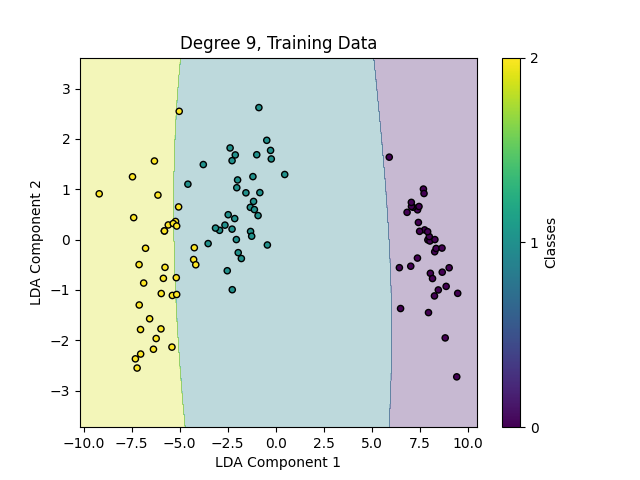 Degree 9, Training Data
3
2
1
0
−1
−2
−3
LDA Component 2
−10.0 −7.5 −5.0 −2.5 0.0 2.5 5.0 7.5 10.0
LDA Component 1
2
1
0
Classes